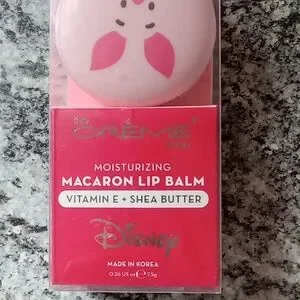 the
CRÈME
SHOP
MOISTURIZING
MACARON LIP BALM
VITAMIN E + SHEA BUTTER
Disney
MADE IN KOREA
0.26 US oz ℮ 7.5g